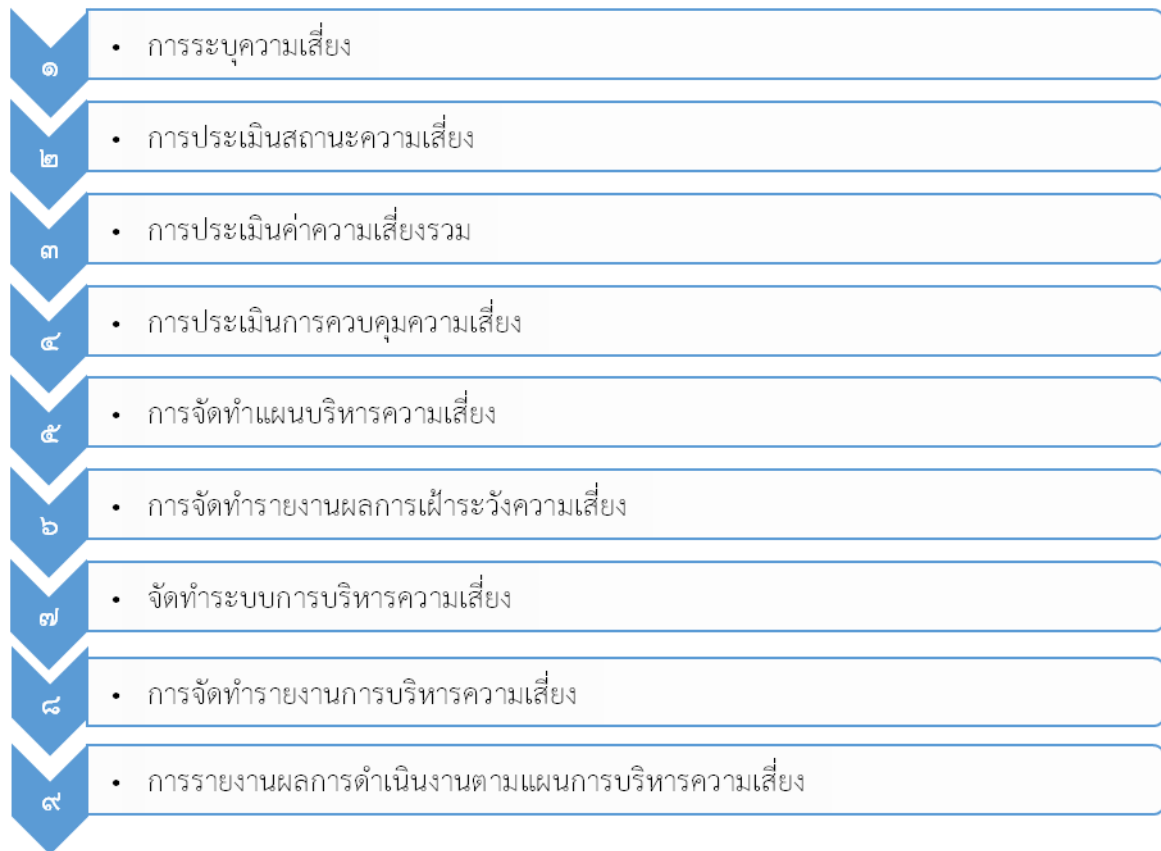 ๑
• การระบุความเสี่ยง
๒
• การประเมินสถานะความเสี่ยง
๓
• การประเมินค่าความเสี่ยงรวม
๔
• การประเมินการควบคุมความเสี่ยง
๕
• การจัดทำแผนบริหารความเสี่ยง
๖
• การจัดทำรายงานผลการเฝ้าระวังความเสี่ยง
๗
• จัดทำระบบการบริหารความเสี่ยง
๘
• การจัดทำรายงานการบริหารความเสี่ยง
๙
• การรายงานผลการดำเนินงานตามแผนการบริหารความเสี่ยง